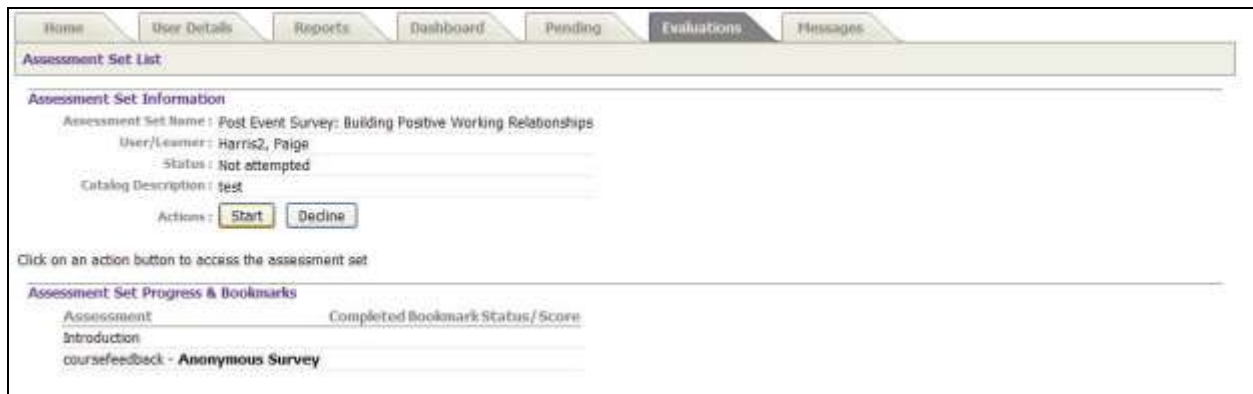 Home User Details Reports Dashboard Pending Evaluations Messages
Assessment Set List
Assessment Set Information
Assessment Set Name : Post Event Survey: Building Positive Working Relationships
User/Learner : Harris2, Paige
Status : Not attempted
Catalog Description : test
Actions : Start Decline
Click on an action button to access the assessment set
Assessment Set Progress & Bookmarks
Assessment Completed Bookmark Status/Score
Introduction
coursefeedback - Anonymous Survey